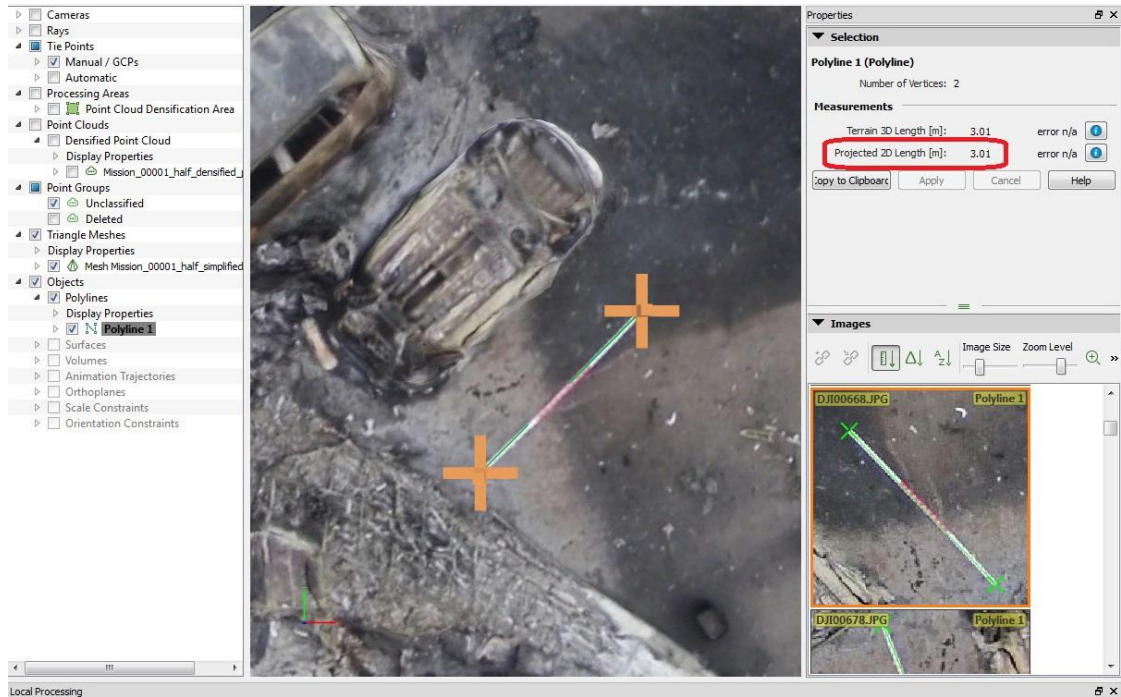 Cameras
Rays
Tie Points
Manual / GCPs
Automatic
Processing Areas
Point Cloud Densification Area
Point Clouds
Densified Point Cloud
Display Properties
Mission_00001_half_densified_
Point Groups
Unclassified
Deleted
Triangle Meshes
Display Properties
Mesh Mission_00001_half_simplified
Objects
Polylines
Display Properties
Polyline 1
Surfaces
Volumes
Animation Trajectories
Orthoplanes
Scale Constraints
Orientation Constraints
Properties
Selection
Polyline 1 (Polyline)
Number of Vertices: 2
Measurements
Terrain 3D Length [m]: 3.01 error n/a
Projected 2D Length [m]: 3.01 error n/a
Copy to Clipboard Apply Cancel Help
Images
Image Size Zoom Level »
DJI00668.JPG Polyline 1
DJI00678.JPG Polyline 1
Local Processing